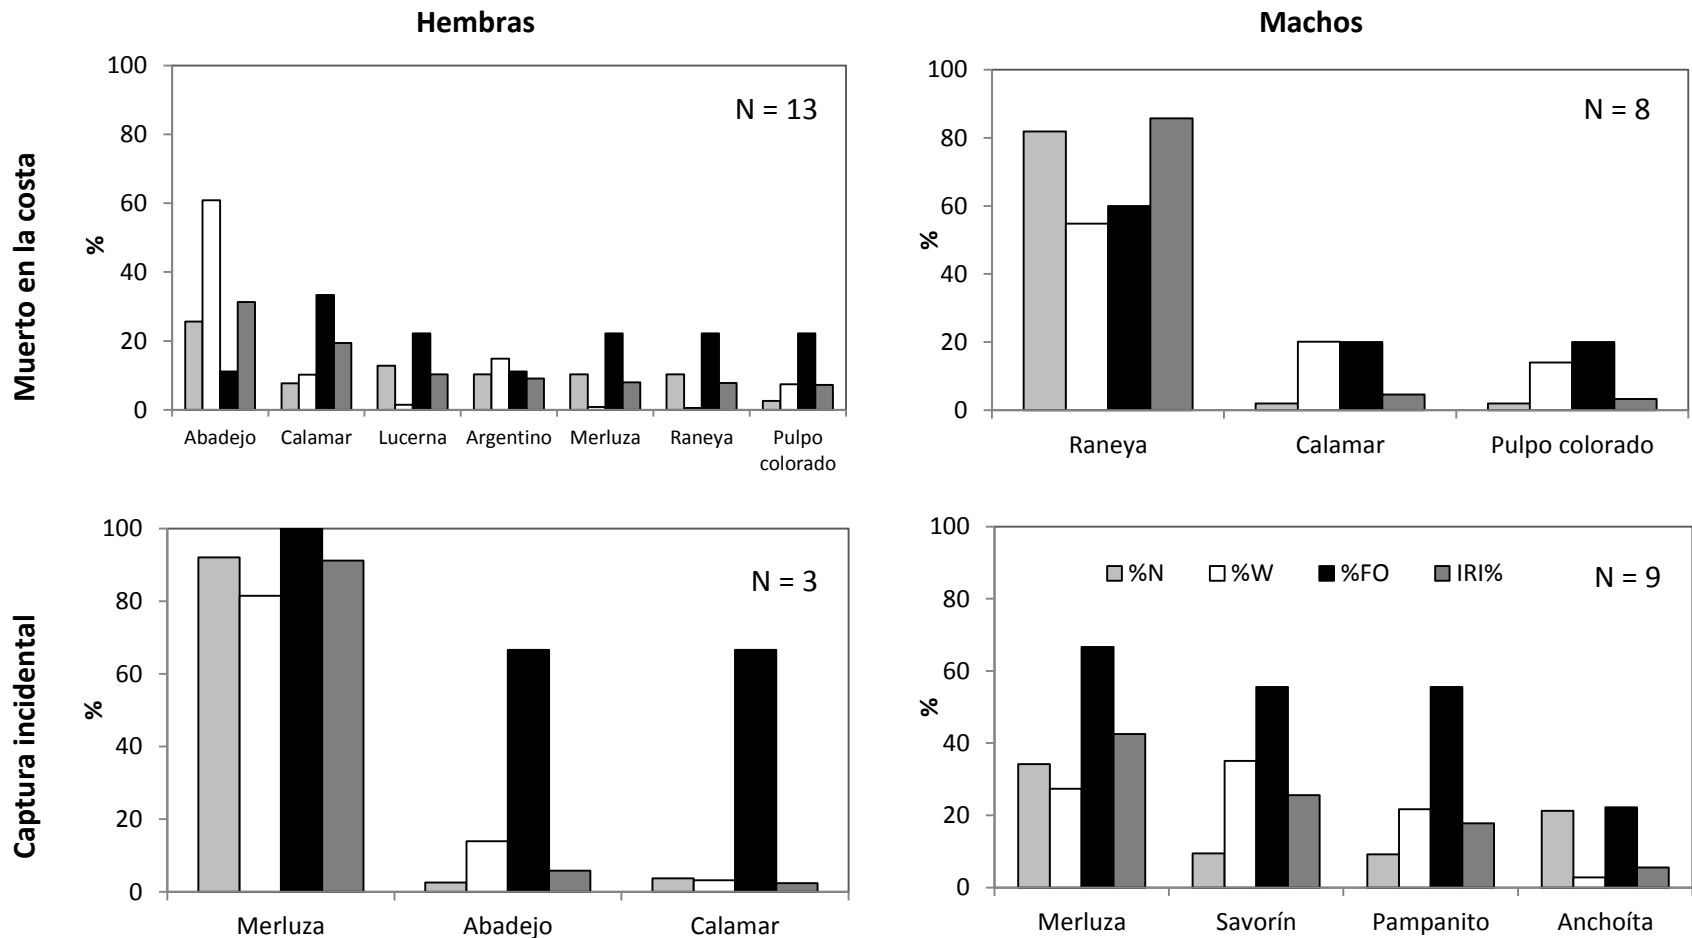 Hembras
Machos
Muerto en la costa
%
100
80
60
40
20
0
N = 13
Abadejo Calamar Lucerna Argentino Merluza Raneya Pulpo
colorado
%
100
80
60
40
20
0
N = 8
Raneya Calamar Pulpo colorado
Captura incidental
%
100
80
60
40
20
0
N = 3
Merluza Abadejo Calamar
%
100
80
60
40
20
0
%N %W %FO IRI% N = 9
Merluza Savorín Pampanito Anchoíta